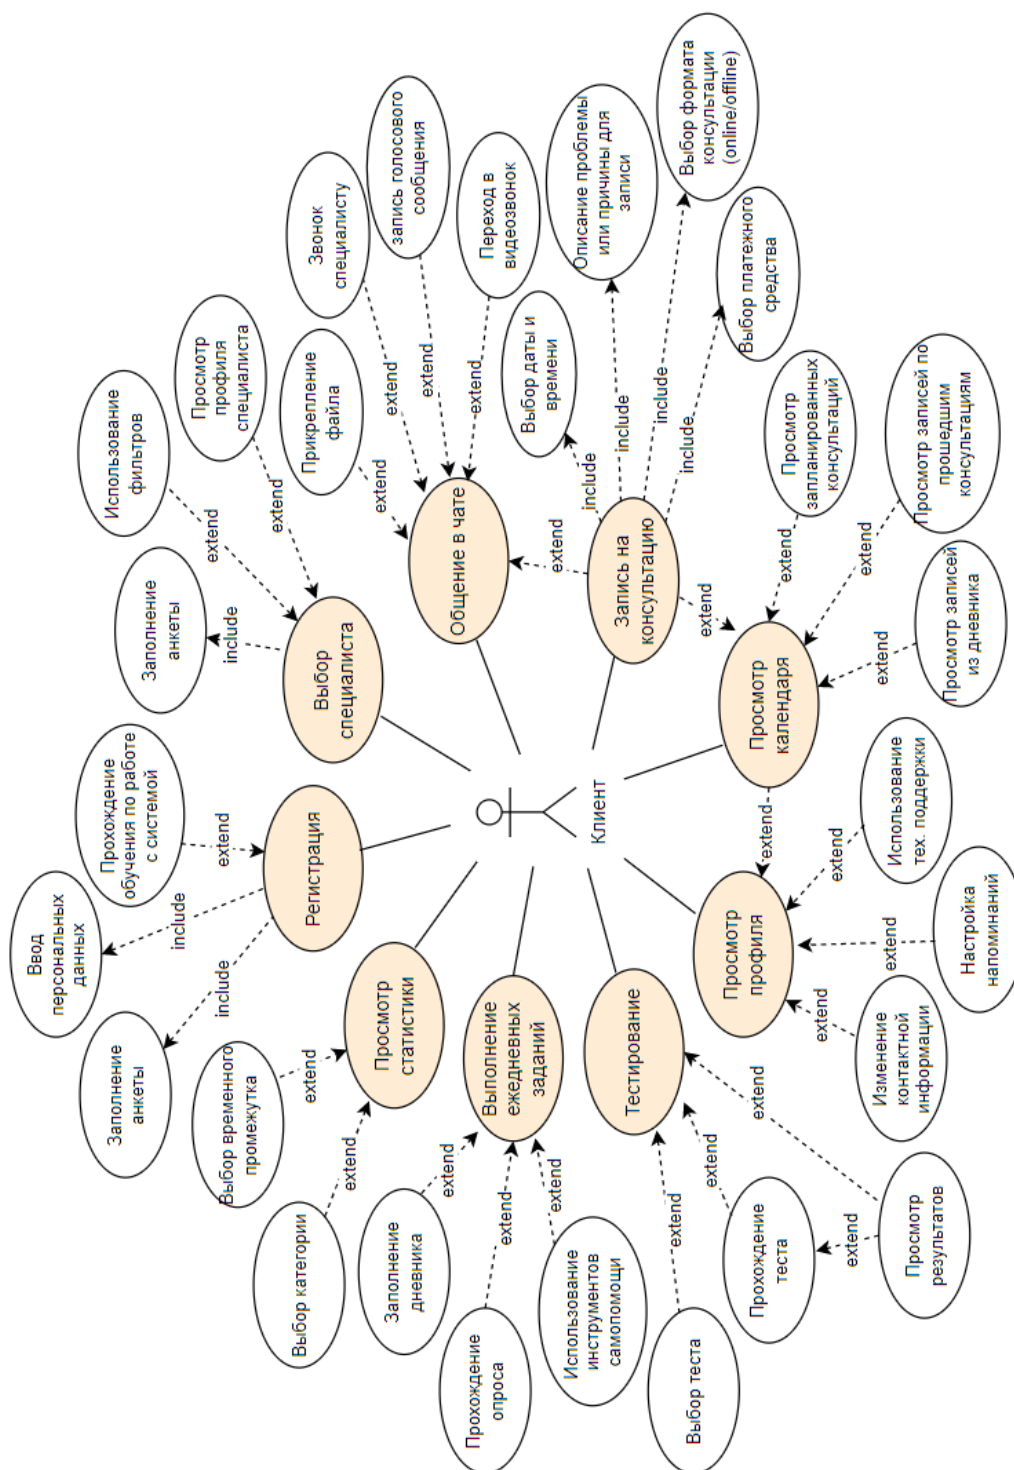 Ввод
персональных
данных
Прохождение
обучения по работе
с системой
Заполнение
анкеты
Использование
фильтров
Просмотр
профиля
специалиста
Звонок
специалисту
запись голосового
сообщения
Заполнение
анкеты
include
include
extend
include
extend
extend
Прикрепление
файла
extend
extend
extend
Переход в
видеозвонок
Выбор временного
промежутка
Регистрация
Выбор
специалиста
Общение в чате
extend
Выбор даты и
времени
Описание проблемы
или причины для
записи
Выбор категории
extend
extend
Просмотр
статистики
extend
include
include
include
include
Выбор формата
консультации
(online/offline)
Заполнение
дневника
extend
Выполнение
ежедневных
заданий
Клиент
Запись на
консультацию
Выбор платежного
средства
Прохождение
опроса
extend
extend
Использование
инструментов
самопомощи
Тестирование
extend
Просмотр
запланированных
консультаций
Выбор теста
extend
extend
extend
Просмотр
профиля
extend
Просмотр
календаря
extend
extend
extend
Просмотр записей по
прошедшим
консультациям
Прохождение
теста
extend
extend
extend
extend
Просмотр записей
из дневника
Просмотр
результатов
Изменение
контактной
информации
Настройка
напоминаний
Использование
тех. поддержки